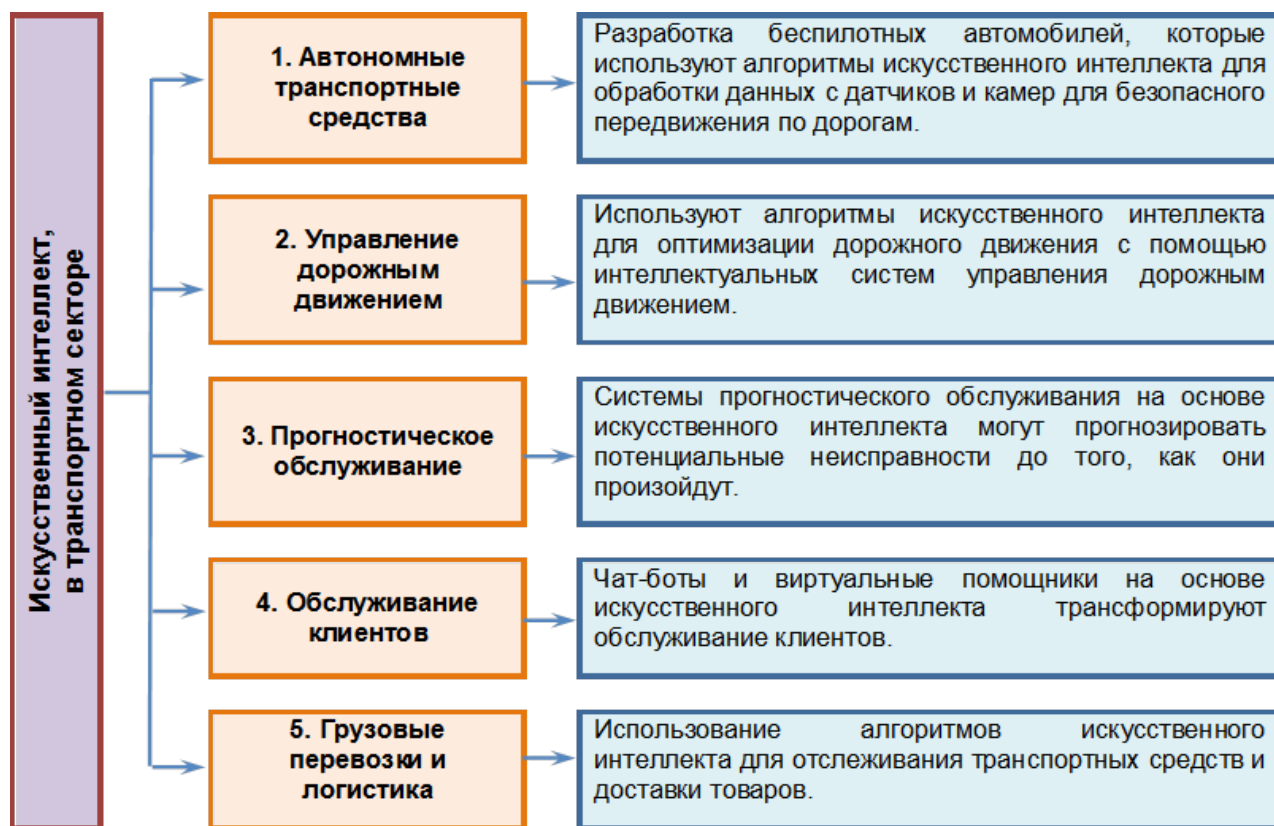 Искусственный интеллект,
в транспортном секторе
1. Автономные
транспортные
средства
Разработка беспилотных автомобилей, которые
используют алгоритмы искусственного интеллекта для
обработки данных с датчиков и камер для безопасного
передвижения по дорогам.
2. Управление
дорожным
движением
Используют алгоритмы искусственного интеллекта
для оптимизации дорожного движения с помощью
интеллектуальных систем управления дорожным
движением.
3. Прогностическое
обслуживание
Системы прогностического обслуживания на основе
искусственного интеллекта могут прогнозировать
потенциальные неисправности до того, как они
произойдут.
4. Обслуживание
клиентов
Чат-боты и виртуальные помощники на основе
искусственного интеллекта трансформируют
обслуживание клиентов.
5. Грузовые
перевозки и
логистика
Использование алгоритмов искусственного
интеллекта для отслеживания транспортных средств и
доставки товаров.